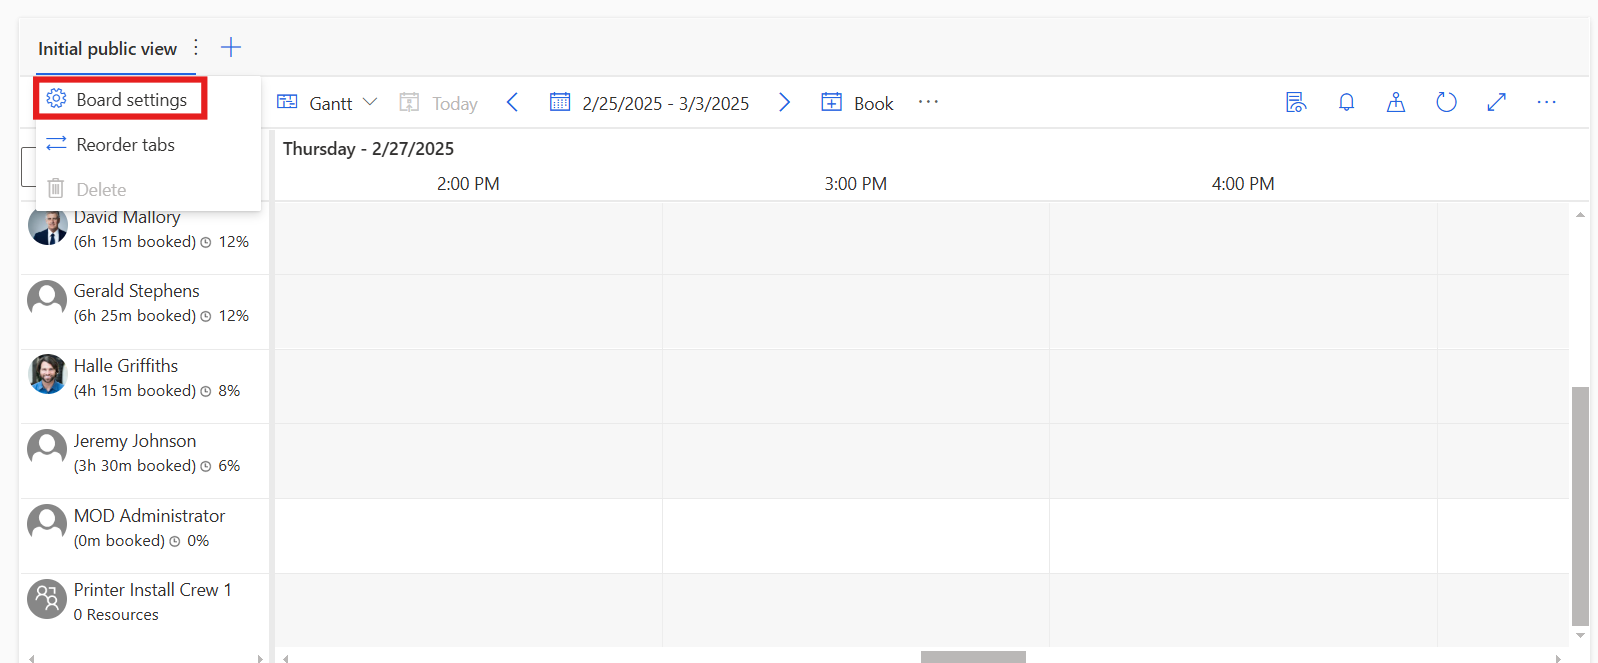 Initial public view
Board settings
Gantt
Today
2/25/2025 - 3/3/2025
Book
Reorder tabs
Delete
Thursday - 2/27/2025
2:00 PM
3:00 PM
4:00 PM
David Mallory
(6h 15m booked) 12%
Gerald Stephens
(6h 25m booked) 12%
Halle Griffiths
(4h 15m booked) 8%
Jeremy Johnson
(3h 30m booked) 6%
MOD Administrator
(0m booked) 0%
Printer Install Crew 1
0 Resources